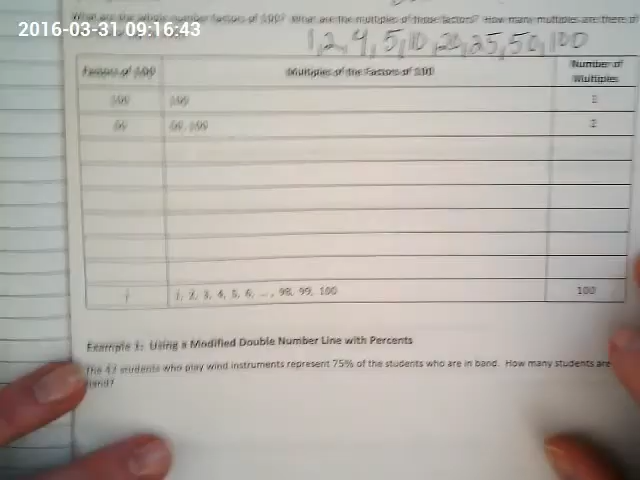 2016-03-31 09:16:43
What are the whole number factors of 100? What are the multiples of those factors? How many multiples are there of
1, 2, 4, 5, 10, 20, 25, 50, 100
Factors of 100 Multiples of the Factors of 100 Number of Multiples
100 100 1
50 50, 100 2
1 1, 2, 3, 4, 5, 6, ..., 98, 99, 100 100
Example 1: Using a Modified Double Number Line with Percents
The 42 students who play wind instruments represent 75% of the students who are in band. How many students are
band?